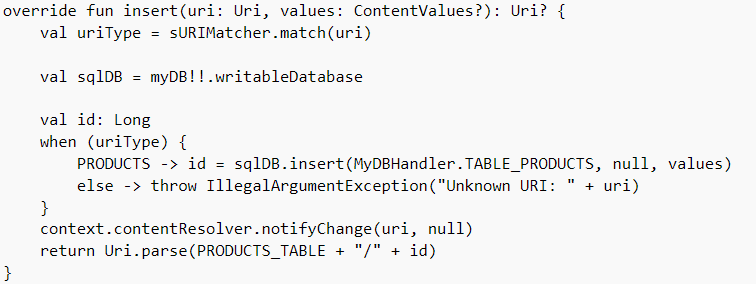 override fun insert(uri: Uri, values: ContentValues?): Uri? {
    val uriType = sURIMatcher.match(uri)

    val sqlDB = myDB!!.writableDatabase

    val id: Long
    when (uriType) {
        PRODUCTS -> id = sqlDB.insert(MyDBHandler.TABLE_PRODUCTS, null, values)
        else -> throw IllegalArgumentException("Unknown URI: " + uri)
    }
    context.contentResolver.notifyChange(uri, null)
    return Uri.parse(PRODUCTS_TABLE + "/" + id)
}